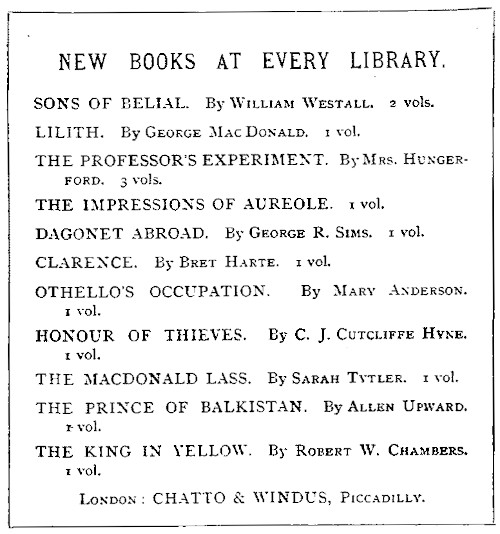 NEW BOOKS AT EVERY LIBRARY.
SONS OF BELIAL. By WILLIAM WESTALL. 2 vols.
LILITH. By GEORGE MAC DONALD. 1 vol.
THE PROFESSOR'S EXPERIMENT. By MRS. HUNGER-
FORD. 3 vols.
THE IMPRESSIONS OF AUREOLE. 1 vol.
DAGONET ABROAD. By GEORGE R. SIMS. 1 vol.
CLARENCE. By BRET HARTE. 1 vol.
OTHELLO'S OCCUPATION. By MARY ANDERSON.
1 vol.
HONOUR OF THIEVES. By C. J. CUTCLIFFE HYNE.
1 vol.
THE MACDONALD LASS. By SARAH TYTLER. 1 vol.
THE PRINCE OF BALKISTAN. By ALLEN UPWARD.
1 vol.
THE KING IN YELLOW. By ROBERT W. CHAMBERS.
1 vol.
LONDON : CHATTO & WINDUS, PICCADILLY.